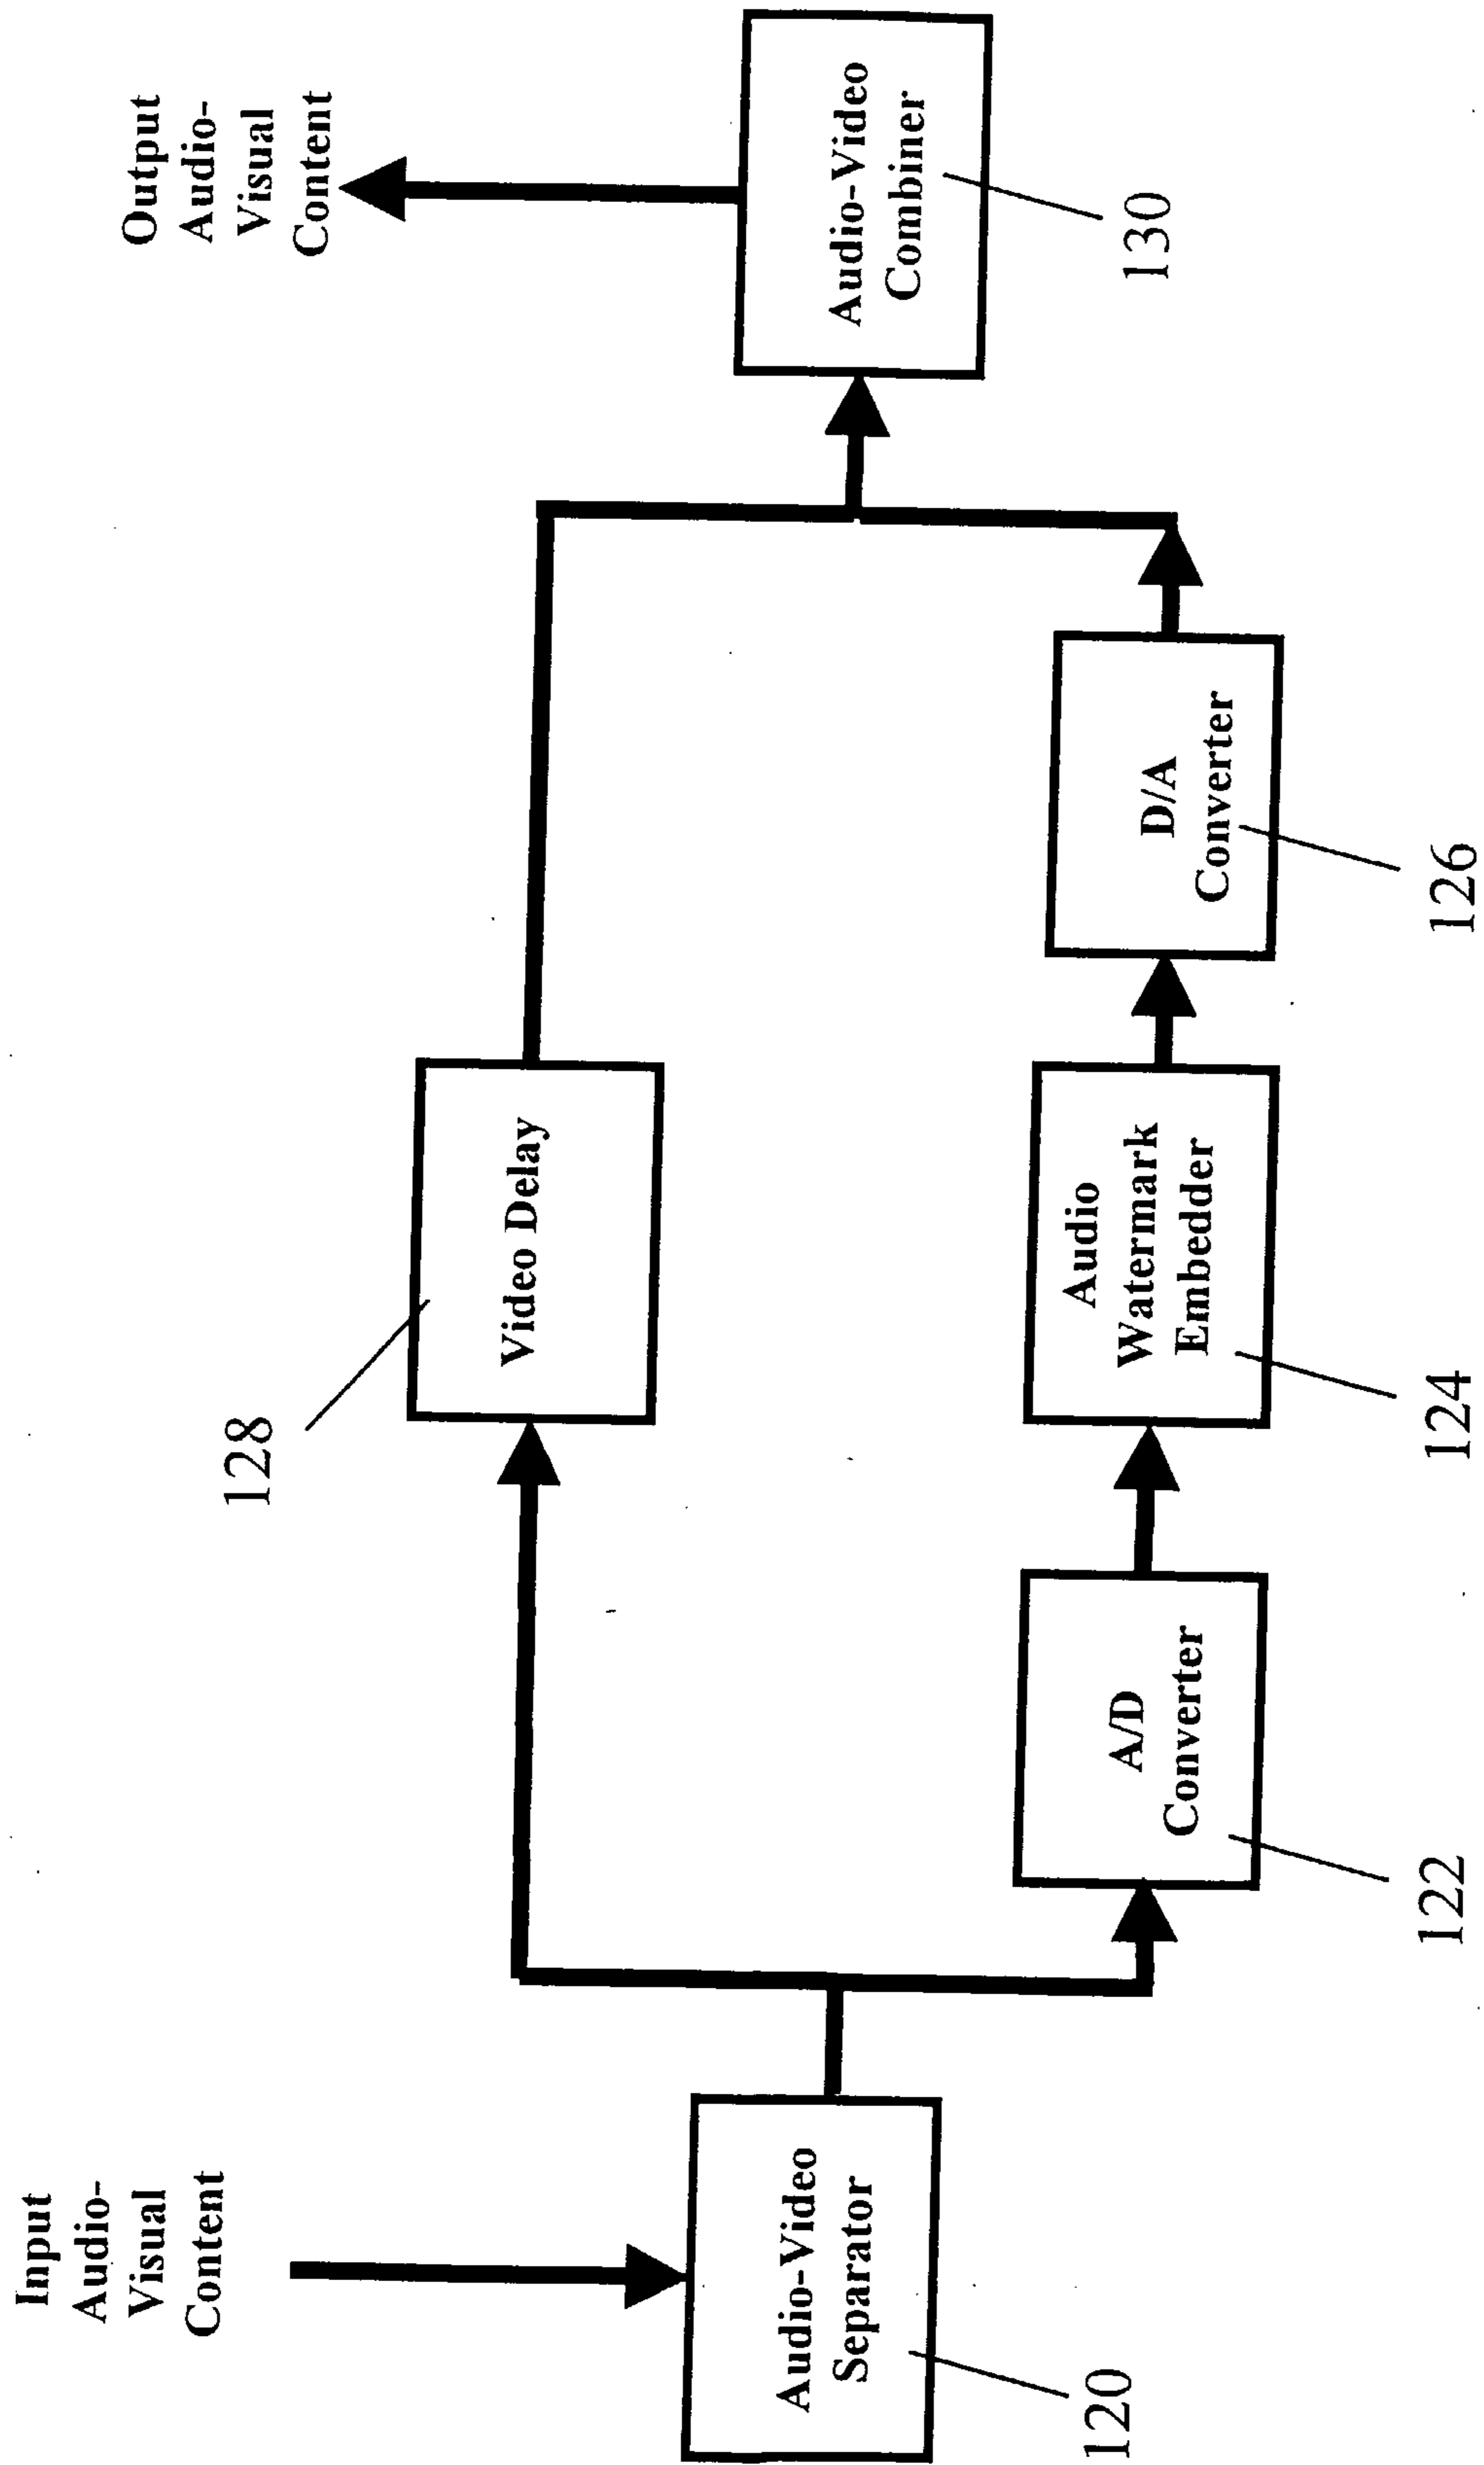 Input
Audio-
Visual
Content
Audio-Video
Separator
120
128
Video Delay
A/D
Converter
122
Audio
Watermark
Embedder
124
D/A
Converter
126
Output
Audio-
Visual
Content
Audio-Video
Combiner
130